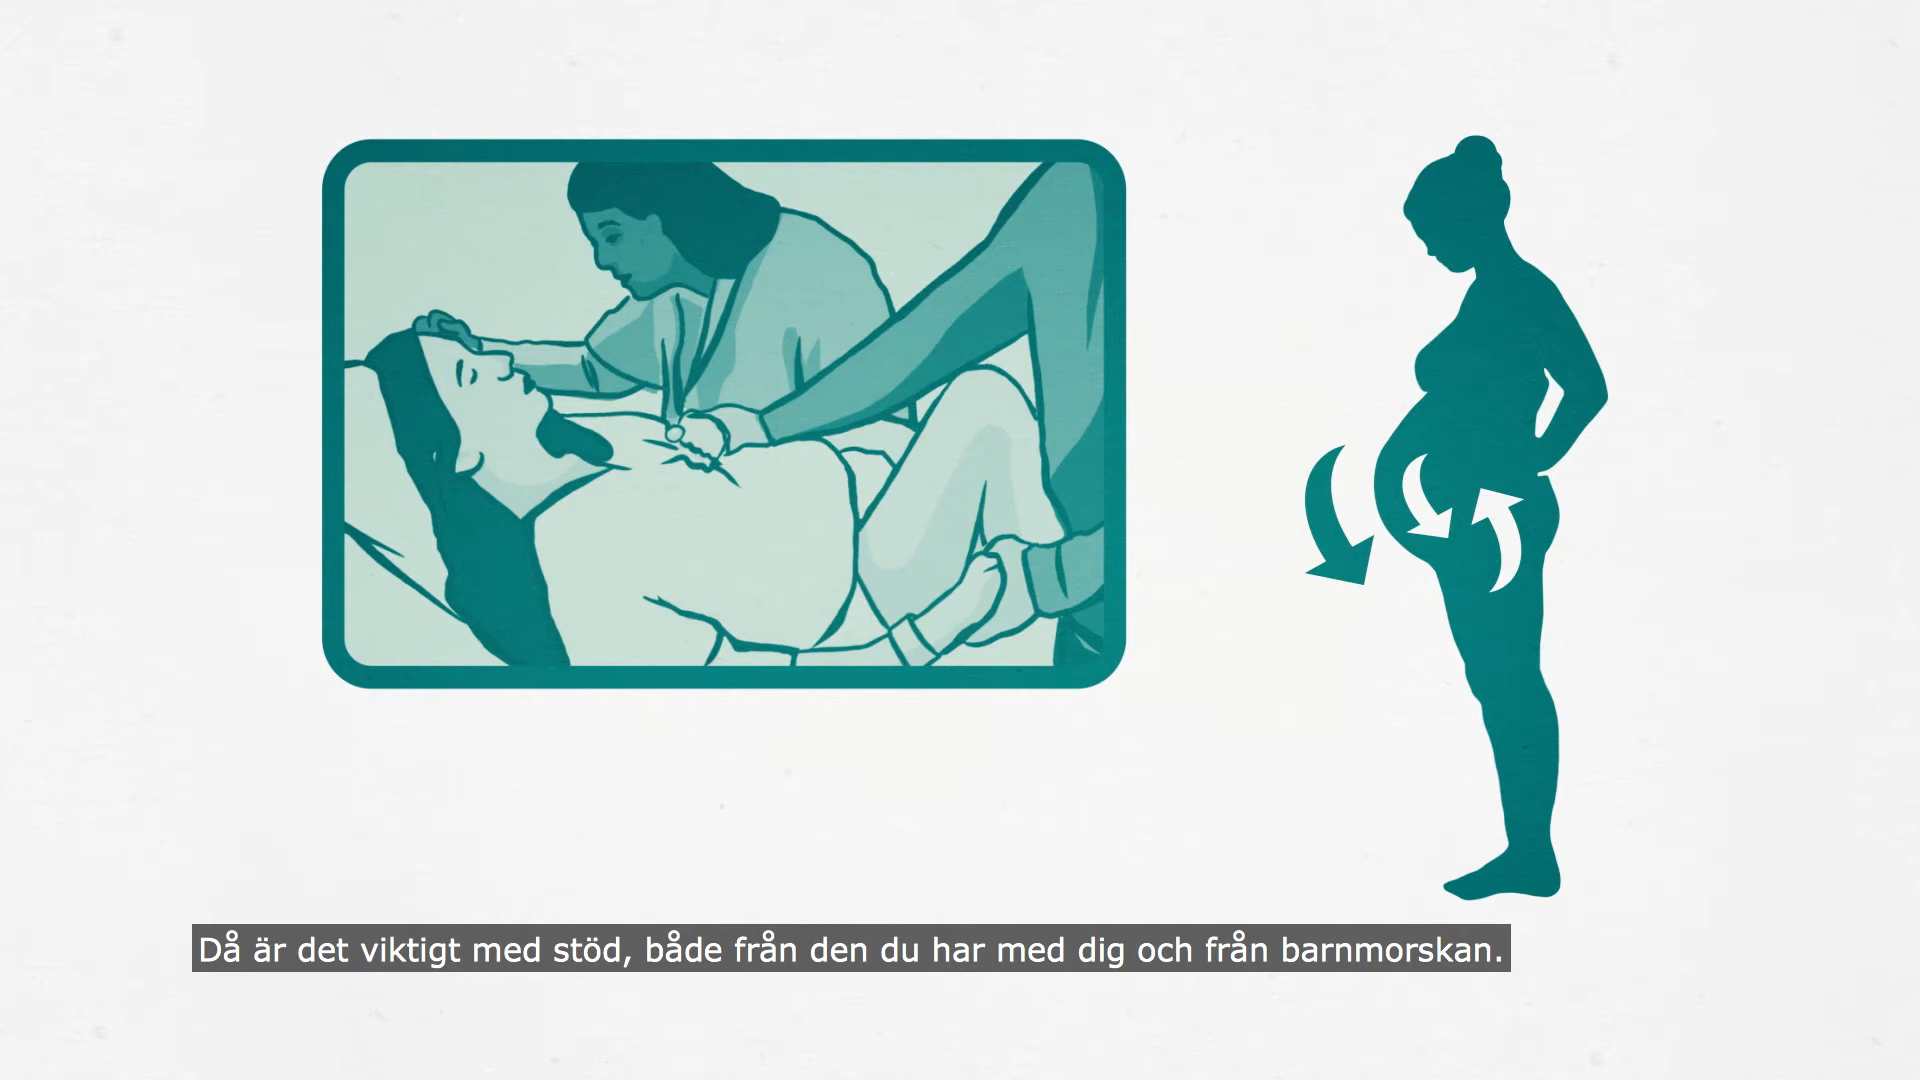 Då är det viktigt med stöd, både från den du har med dig och från barnmorskan.